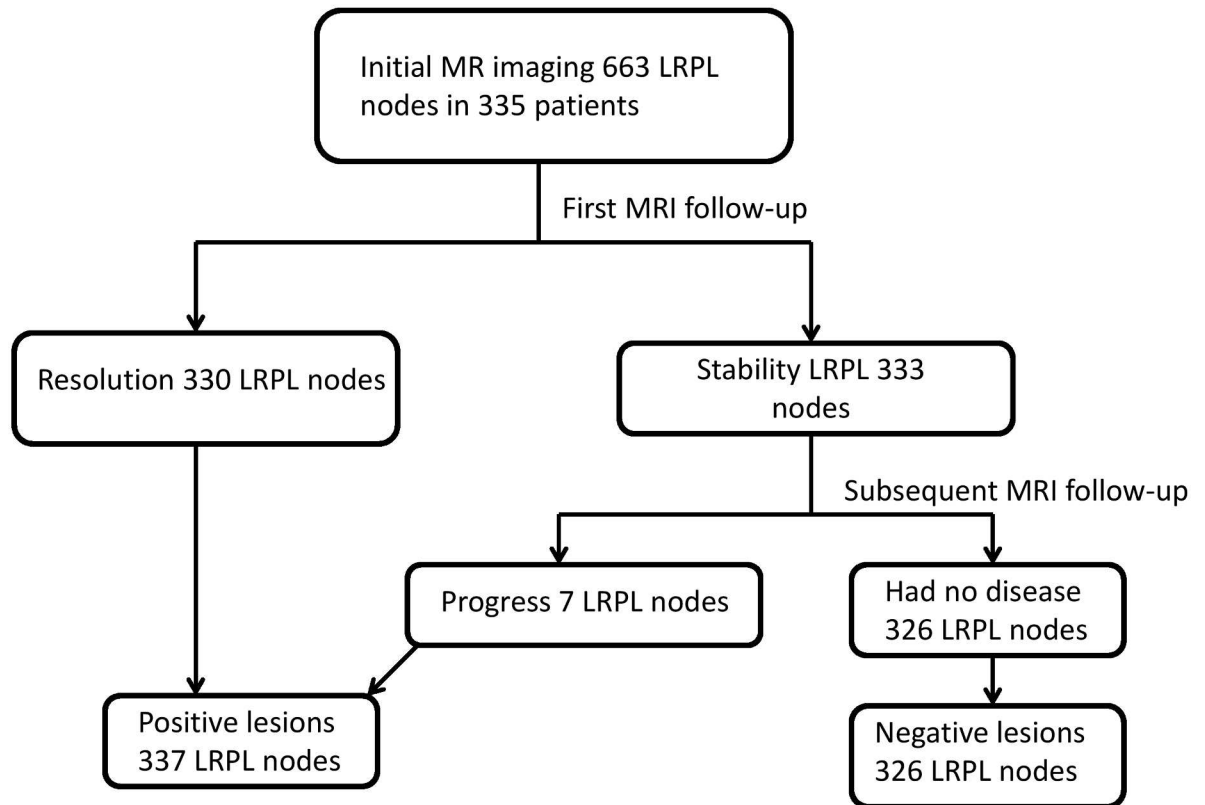 Initial MR imaging 663 LRPL
nodes in 335 patients
First MRI follow-up
Resolution 330 LRPL nodes
Stability LRPL 333
nodes
Subsequent MRI follow-up
Progress 7 LRPL nodes
Had no disease
326 LRPL nodes
Positive lesions
337 LRPL nodes
Negative lesions
326 LRPL nodes